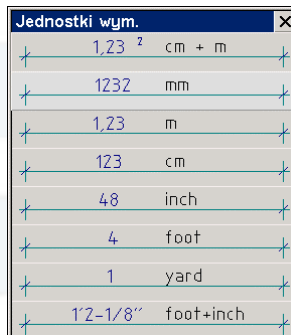 Jednostki wym.
1,23 ² cm + m
1232 mm
1,23 m
123 cm
48 inch
4 foot
1 yard
1'2-1/8" foot+inch